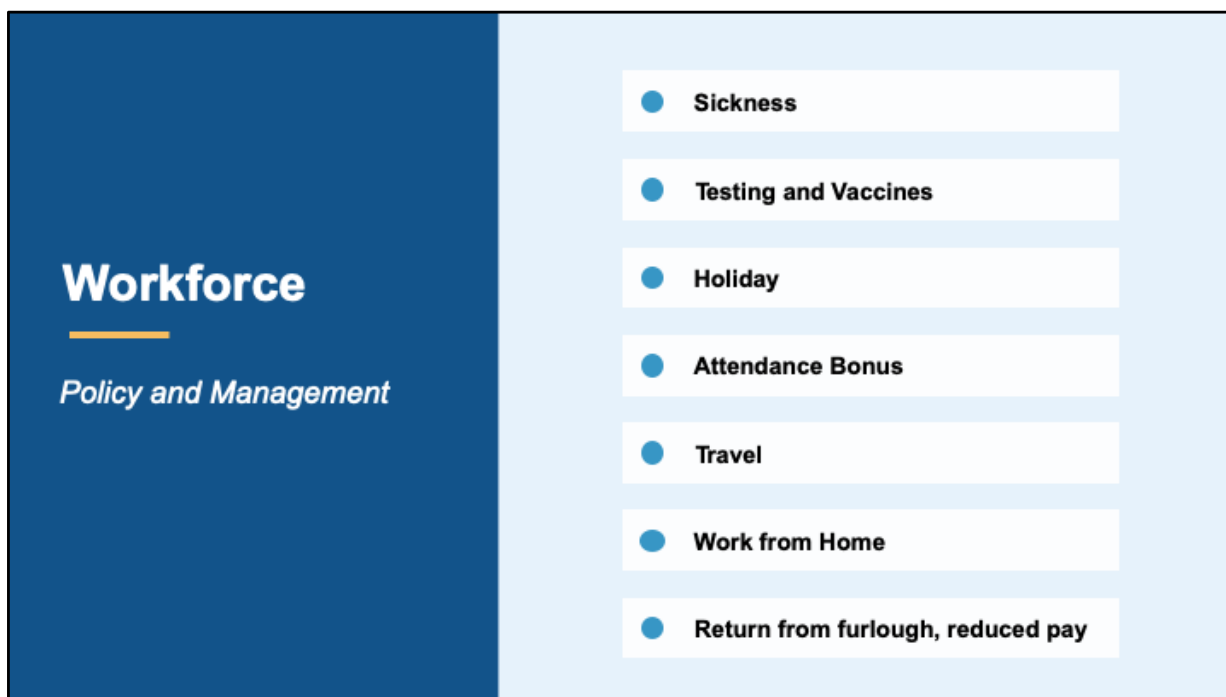 Workforce
Policy and Management
Sickness
Testing and Vaccines
Holiday
Attendance Bonus
Travel
Work from Home
Return from furlough, reduced pay